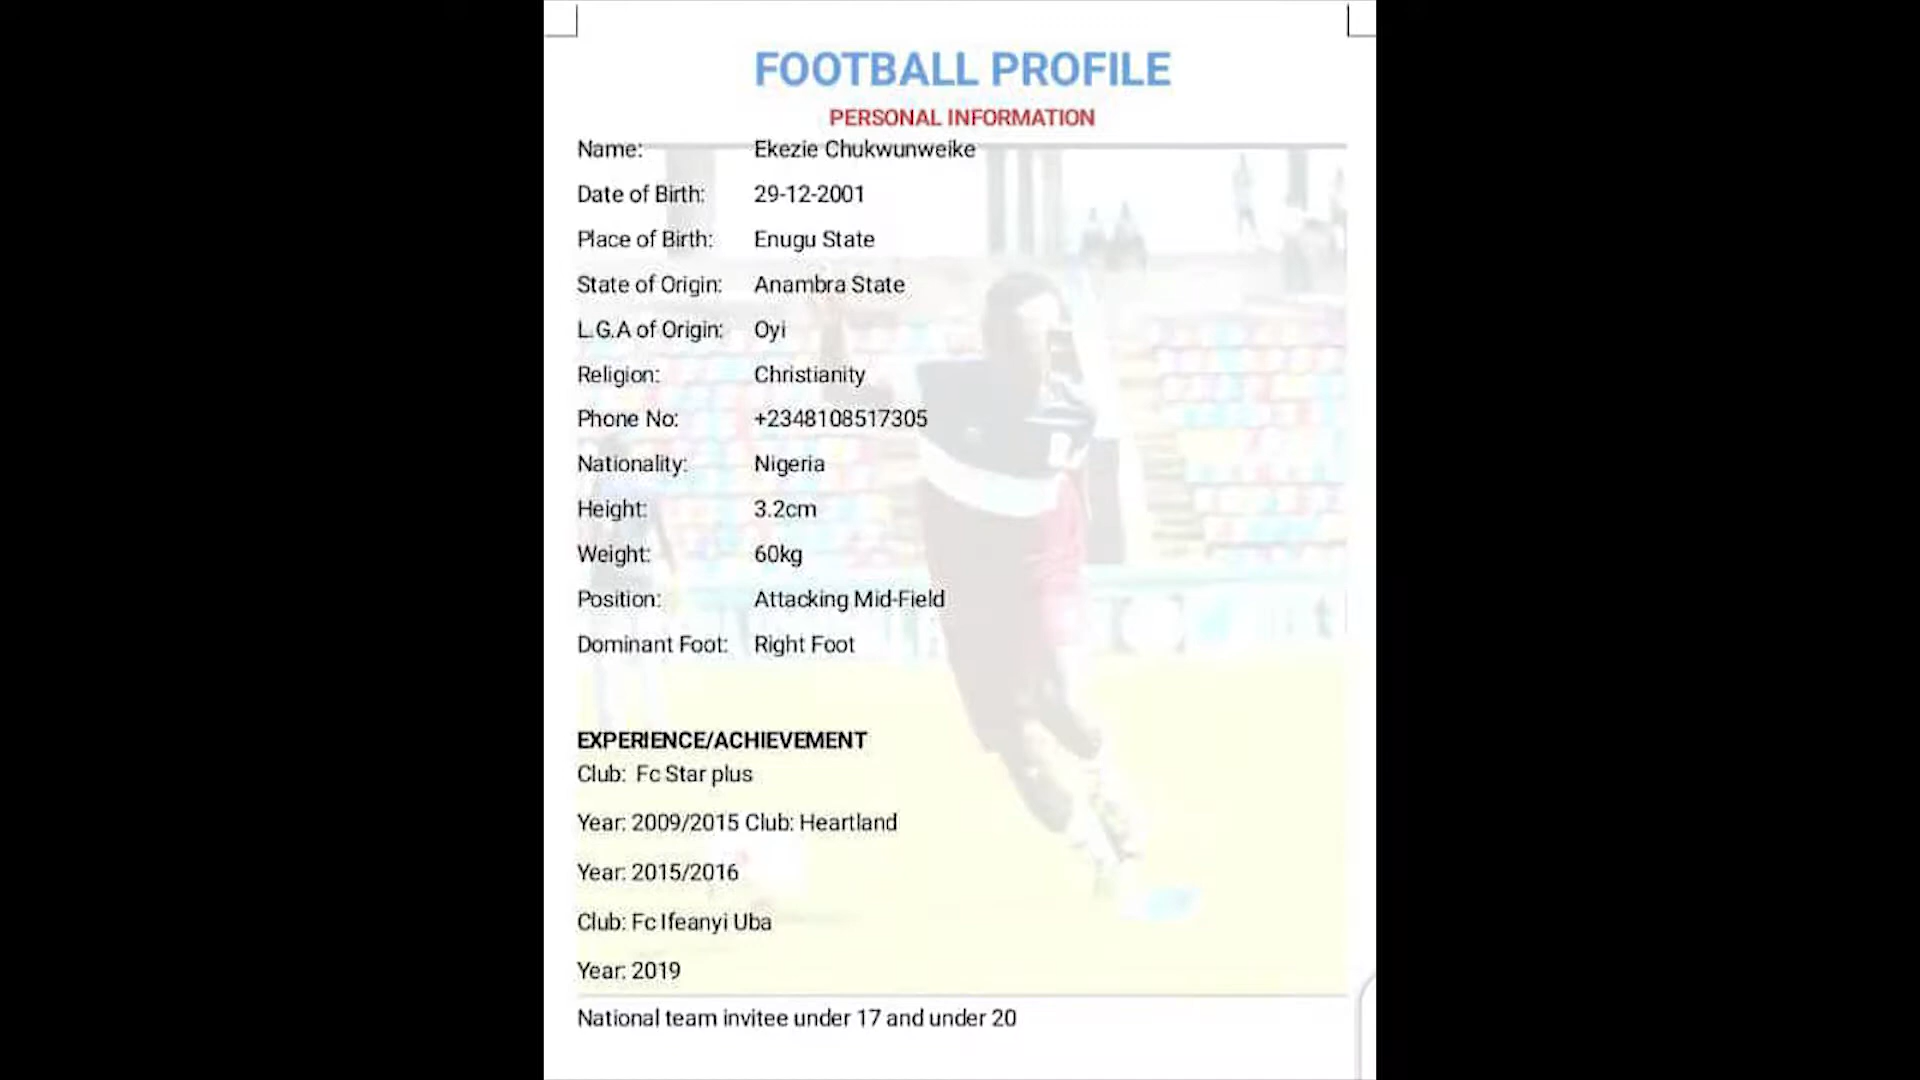 FOOTBALL PROFILE
PERSONAL INFORMATION
Name: Ekezie Chukwunweike
Date of Birth: 29-12-2001
Place of Birth: Enugu State
State of Origin: Anambra State
L.G.A of Origin: Oyi
Religion: Christianity
Phone No: +2348108517305
Nationality: Nigeria
Height: 3.2cm
Weight: 60kg
Position: Attacking Mid-Field
Dominant Foot: Right Foot
EXPERIENCE/ACHIEVEMENT
Club: Fc Star plus
Year: 2009/2015 Club: Heartland
Year: 2015/2016
Club: Fc Ifeanyi Uba
Year: 2019
National team invitee under 17 and under 20